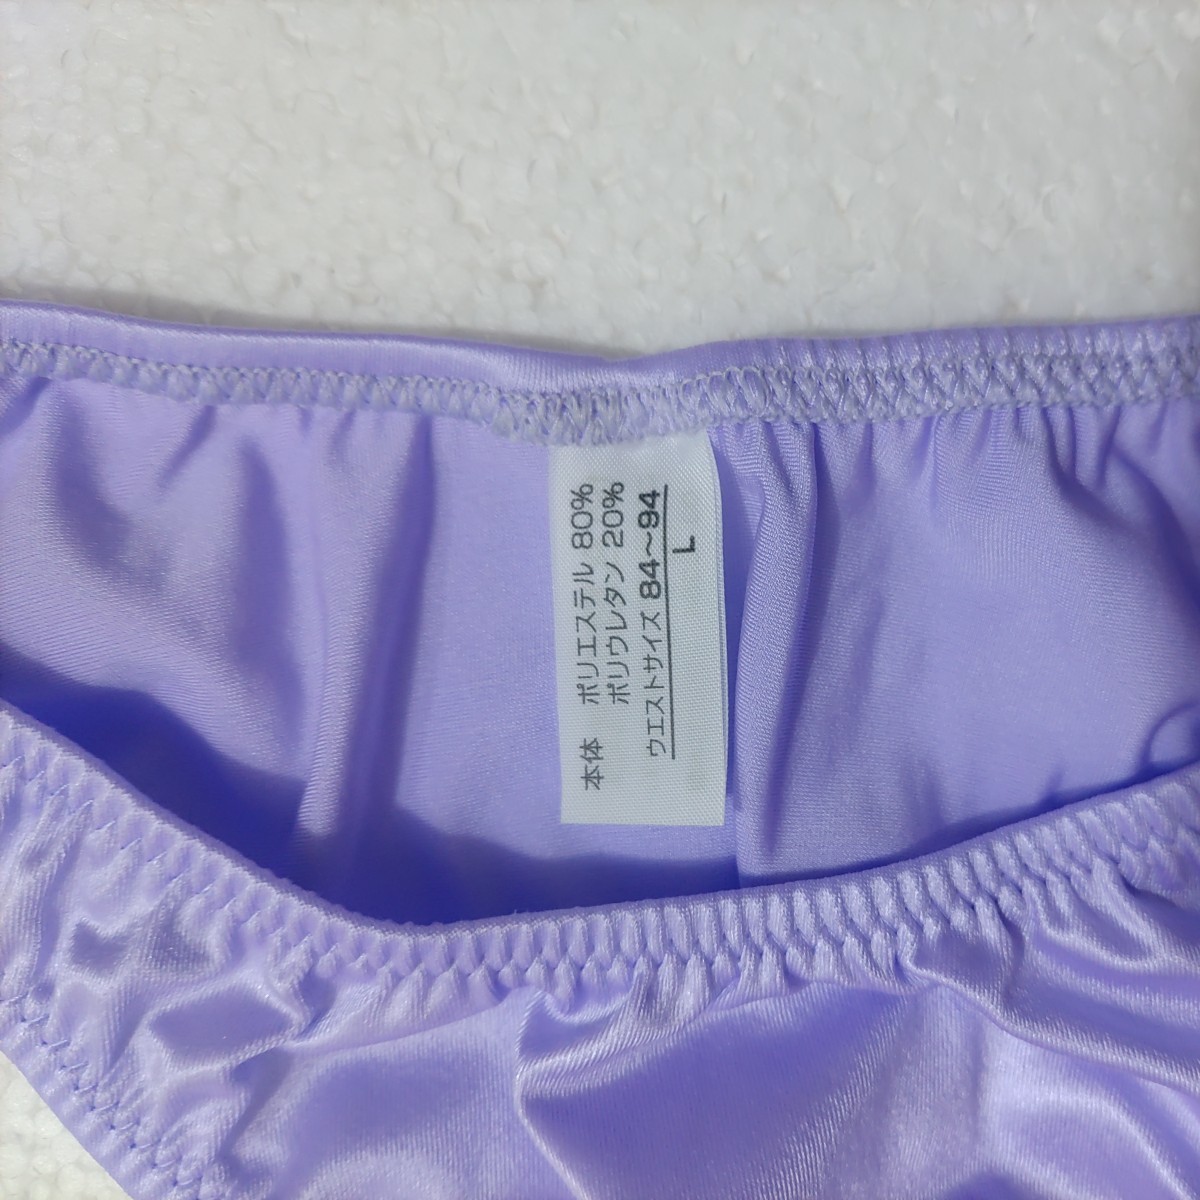 本体 ポリエステル 80%
ポリウレタン 20%
ウエストサイズ 84～94
L